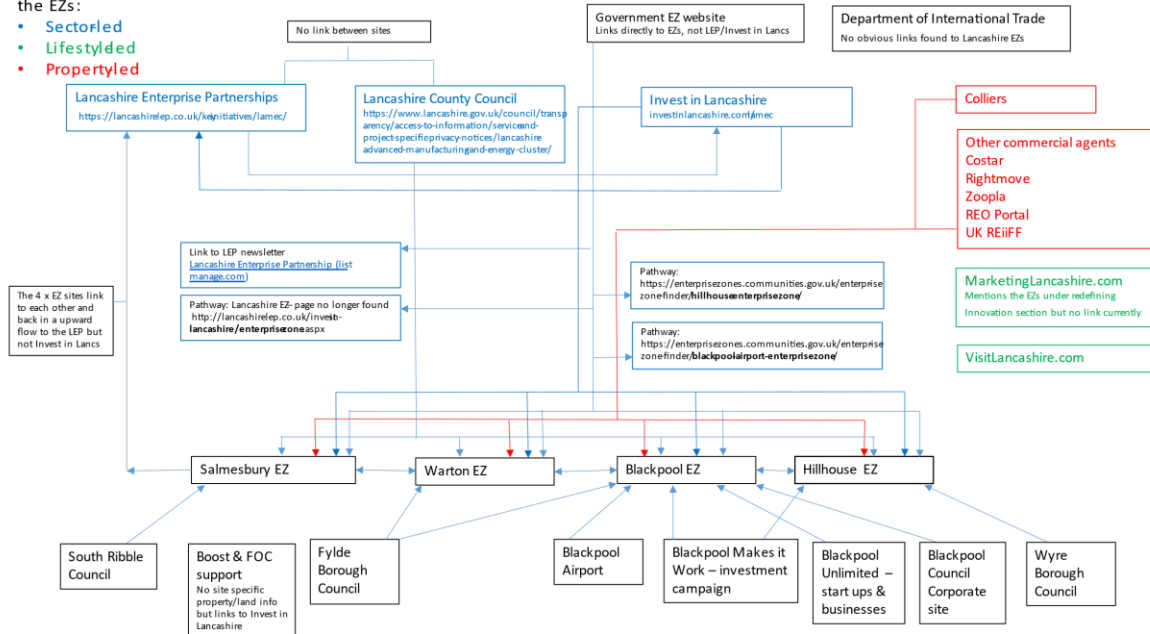 the EZs:
• Sectorled
• Lifestyleled
• Propertyled
No link between sites
Government EZ website
Links directly to EZs, not LEP/Invest in Lancs
Department of International Trade
No obvious links found to Lancashire EZs
Lancashire Enterprise Partnerships
https://lancashirelep.co.uk/keyinitiatives/lamec/
Lancashire County Council
https://www.lancashire.gov.uk/council/transp
arency/access-to-information/serviceand-
project-specificprivacy-notices/lancashire
advanced-manufacturingand-energy-cluster/
Invest in Lancashire
investinlancashire.com/lamec
Colliers
Other commercial agents
Costar
Rightmove
Zoopla
REO Portal
UK REiiFF
Link to LEP newsletter
Lancashire Enterprise Partnership (list
manage.com)
Pathway: Lancashire EZ–page no longer found
http://lancashirelep.co.uk/investin-
lancashire/enterprisezone.aspx
Pathway:
https://enterprisezones.communities.gov.uk/enterprise
zonefinder/hillhouseenterprisezone/
Pathway:
https://enterprisezones.communities.gov.uk/enterprise
zonefinder/blackpoolairport-enterprisezone/
MarketingLancashire.com
Mentions the EZs under redefining
Innovation section but no link currently
VisitLancashire.com
The 4 x EZ sites link
to each other and
back in a upward
flow to the LEP but
not Invest in Lancs
Salmesbury EZ
Warton EZ
Blackpool EZ
Hillhouse EZ
South Ribble
Council
Boost & FOC
support
No site specific
property/land info
but links to Invest in
Lancashire
Fylde
Borough
Council
Blackpool
Airport
Blackpool Makes it
Work – investment
campaign
Blackpool
Unlimited –
start ups &
businesses
Blackpool
Council
Corporate
site
Wyre
Borough
Council